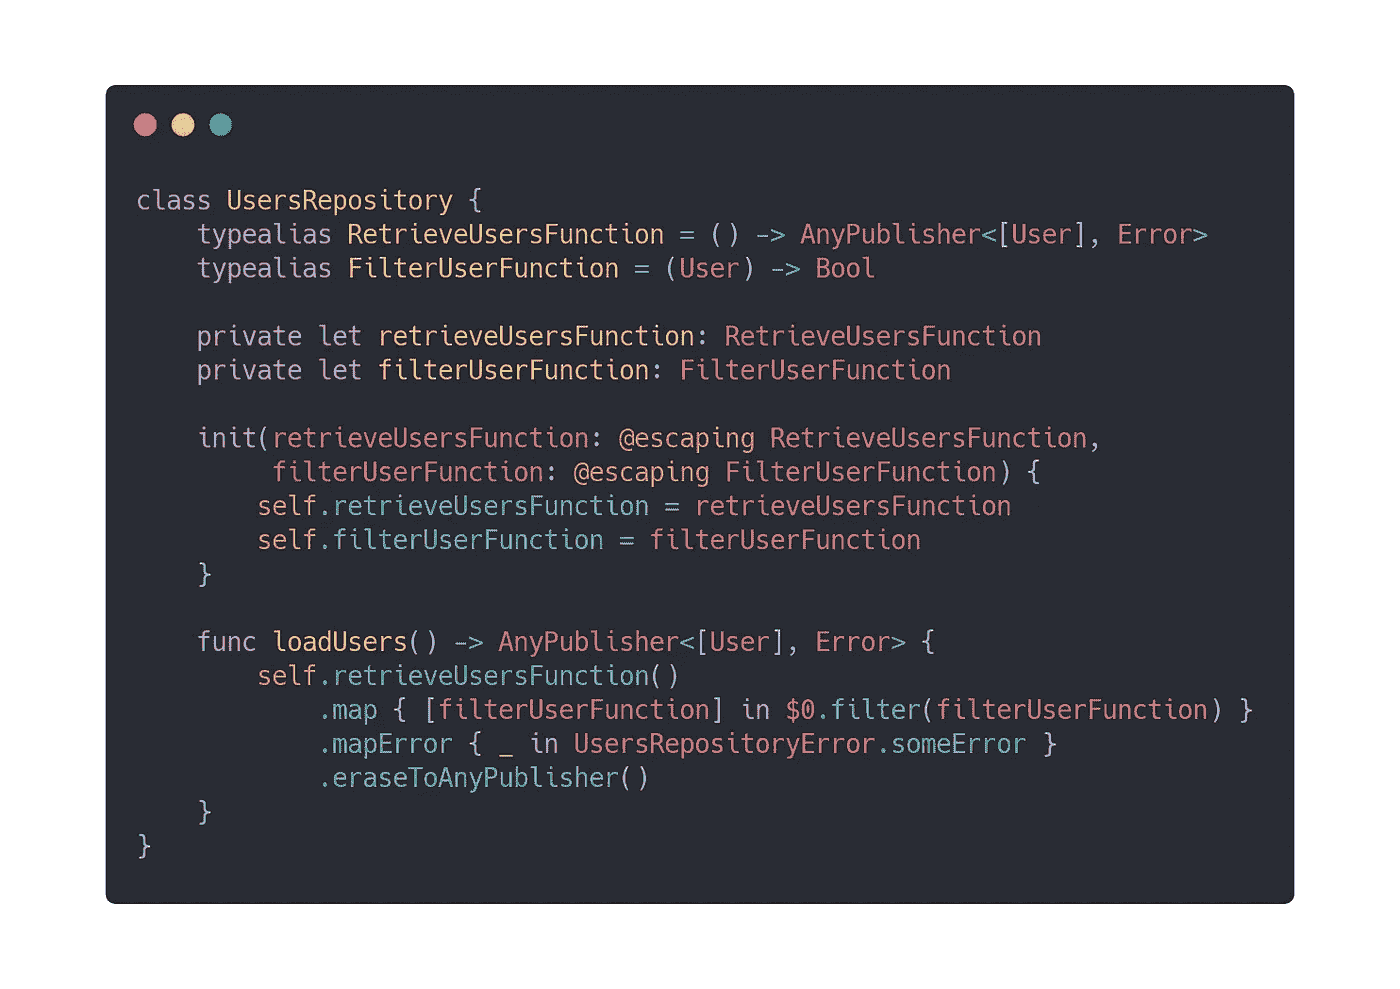 class UsersRepository {
    typealias RetrieveUsersFunction = () -> AnyPublisher<[User], Error>
    typealias FilterUserFunction = (User) -> Bool

    private let retrieveUsersFunction: RetrieveUsersFunction
    private let filterUserFunction: FilterUserFunction

    init(retrieveUsersFunction: @escaping RetrieveUsersFunction,
         filterUserFunction: @escaping FilterUserFunction) {
        self.retrieveUsersFunction = retrieveUsersFunction
        self.filterUserFunction = filterUserFunction
    }

    func loadUsers() -> AnyPublisher<[User], Error> {
        self.retrieveUsersFunction()
            .map { [filterUserFunction] in $0.filter(filterUserFunction) }
            .mapError { _ in UsersRepositoryError.someError }
            .eraseToAnyPublisher()
    }
}